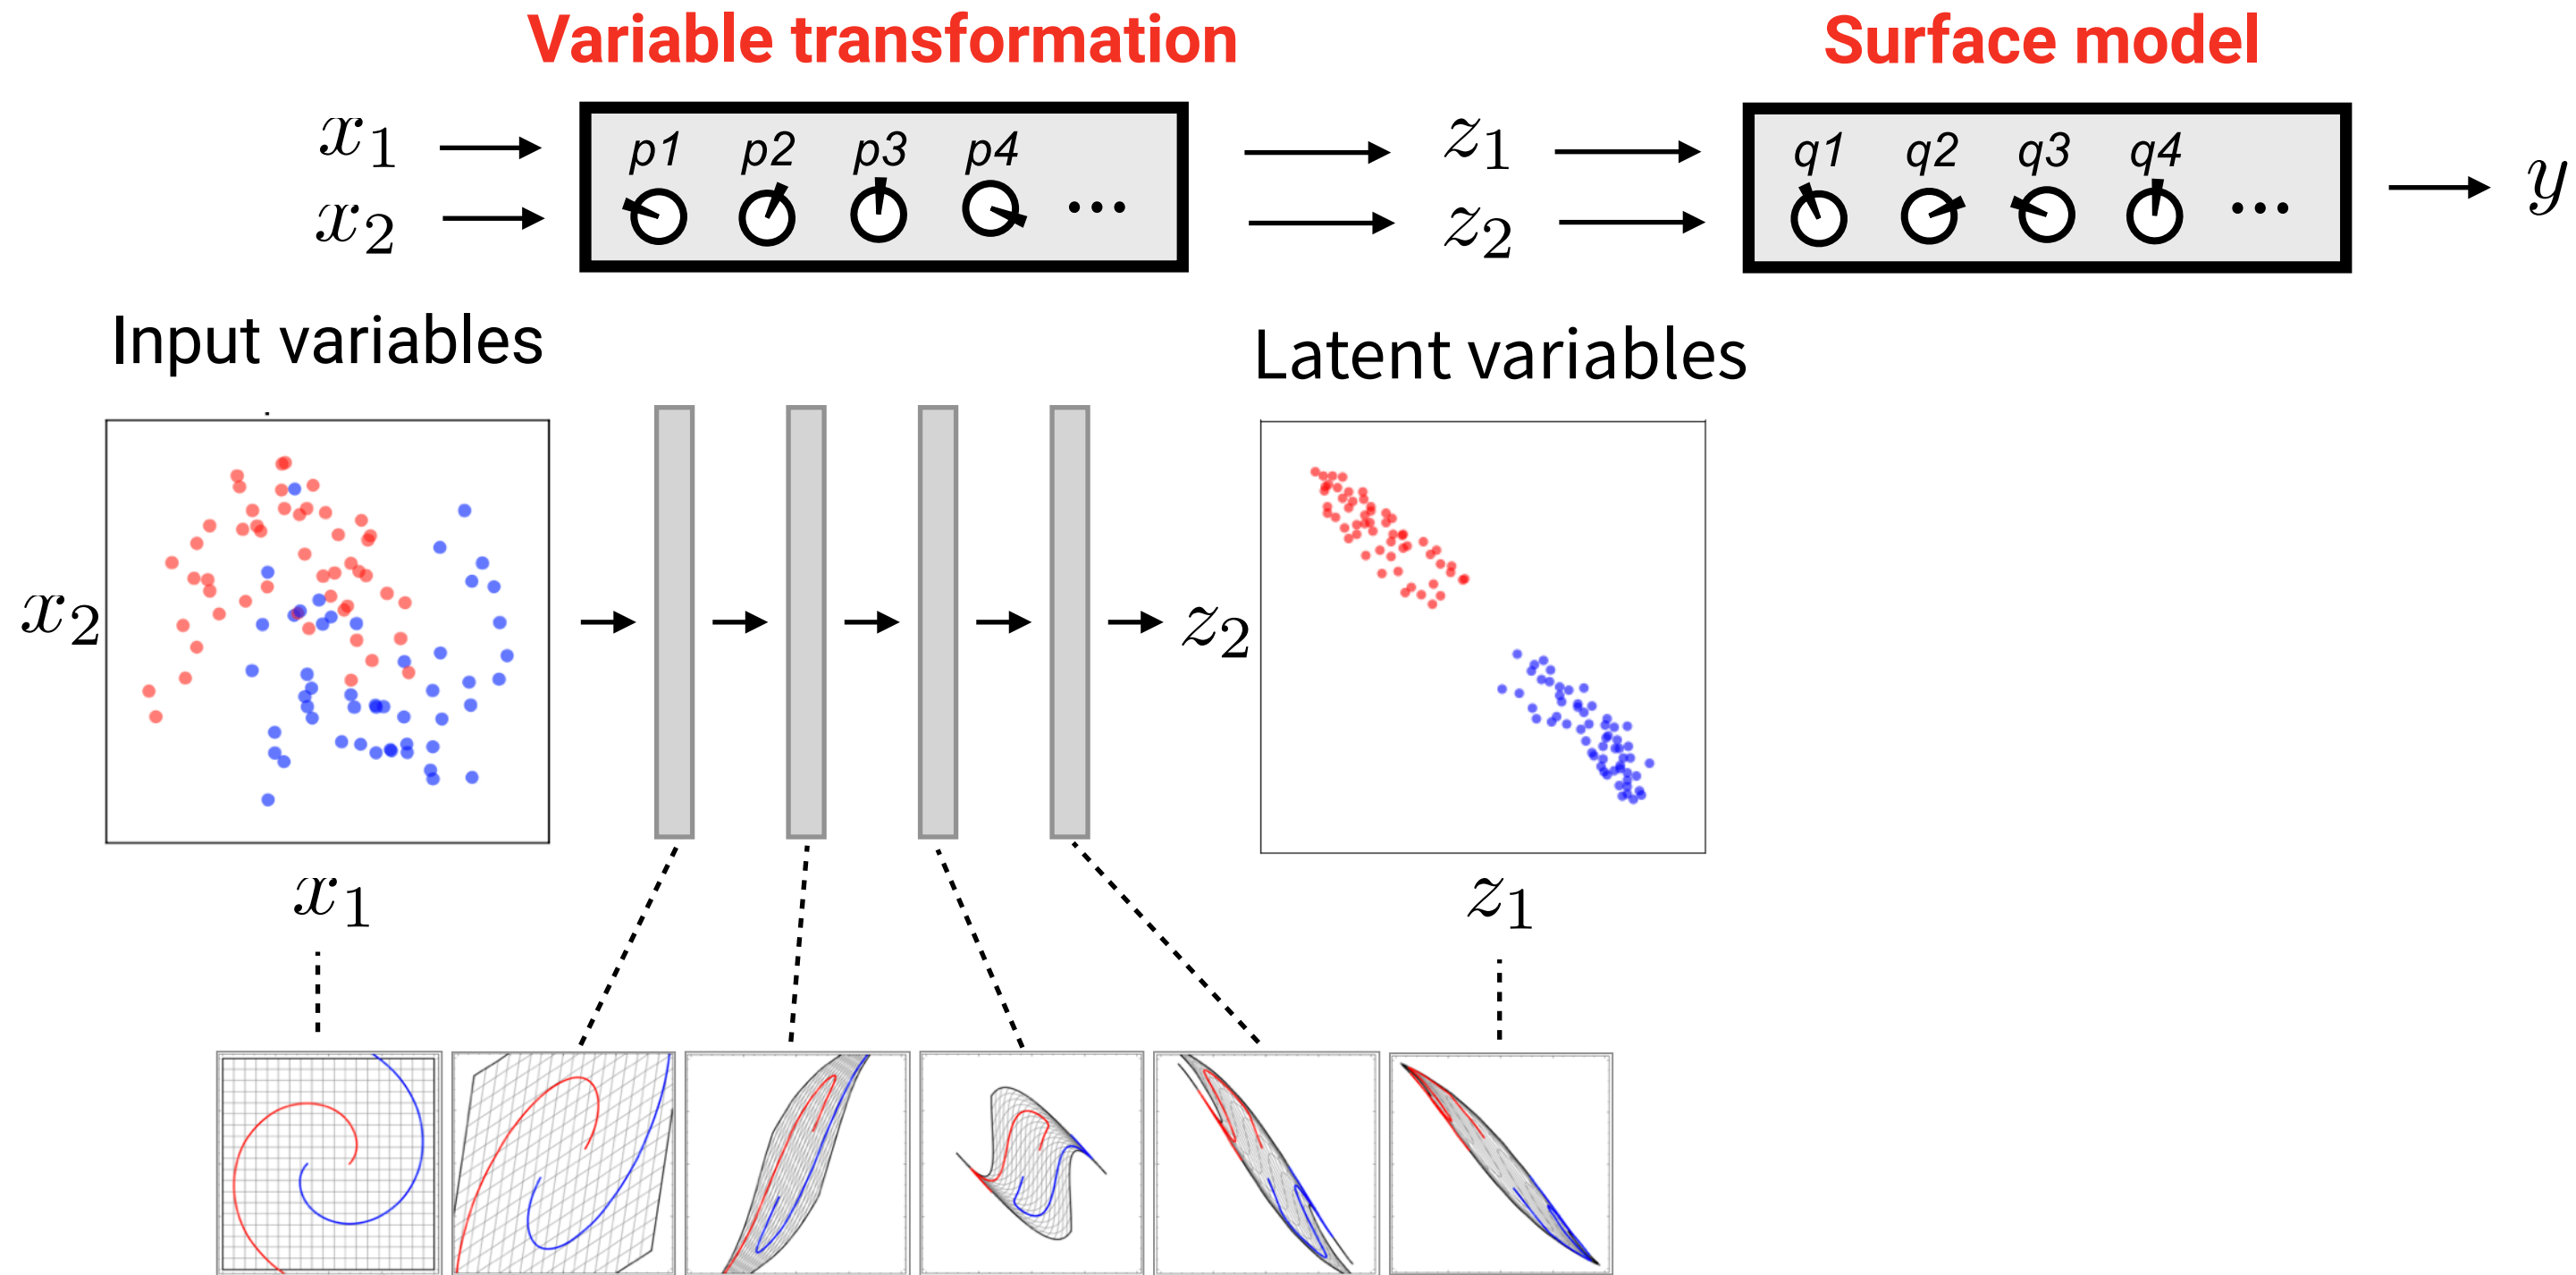 Variable transformation
Surface model
x1
x2
p1 p2 p3 p4 ...
z1
z2
q1 q2 q3 q4 ...
y
Input variables
Latent variables
x2
z2
x1
z1